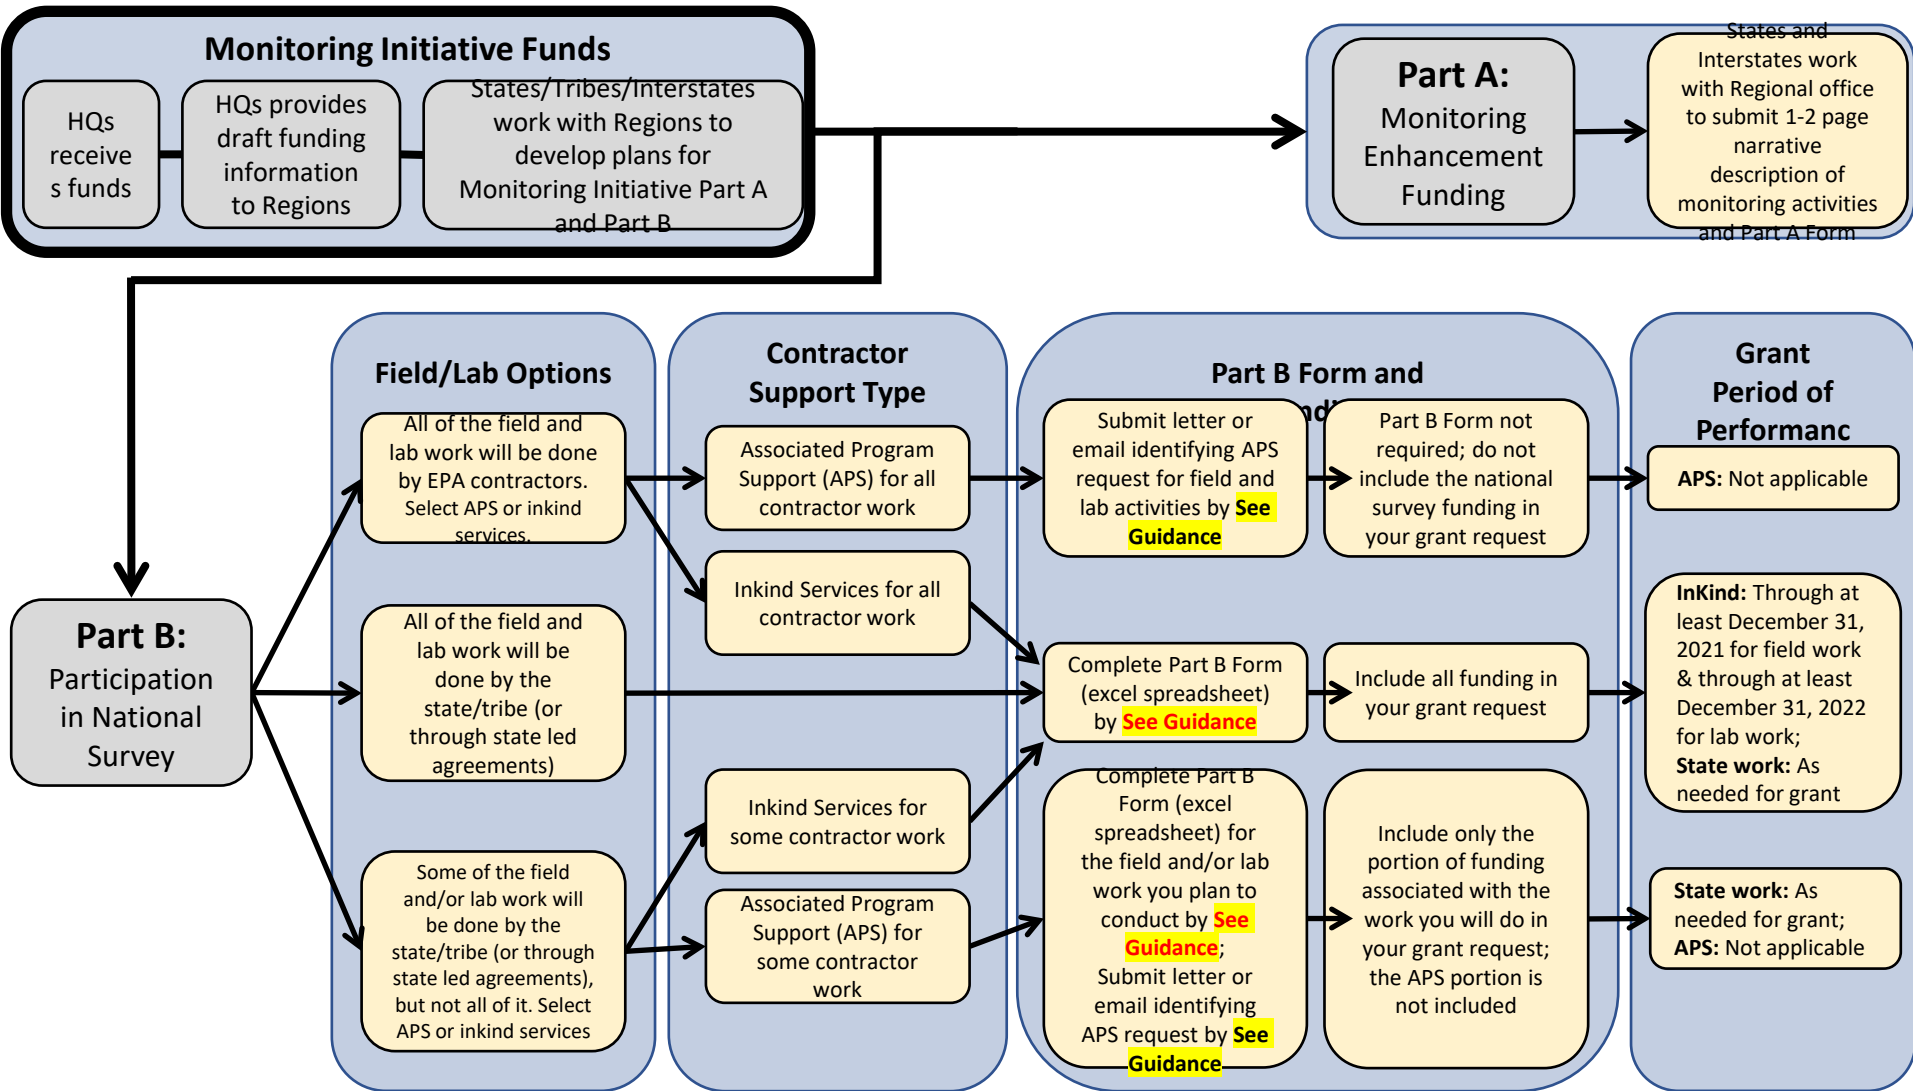 Monitoring Initiative Funds
HQs
receive
s funds
HQs provides
draft funding
information
to Regions
States/Tribes/Interstates
work with Regions to
develop plans for
Monitoring Initiative Part A
and Part B
Part A:
Monitoring
Enhancement
Funding
States and
Interstates work
with Regional office
to submit 1-2 page
narrative
description of
monitoring activities
and Part A Form
Part B:
Participation
in National
Survey
Field/Lab Options
All of the field and
lab work will be done
by EPA contractors.
Select APS or inkind
services.
All of the field and
lab work will be
done by the
state/tribe (or
through state led
agreements)
Some of the field
and/or lab work will
be done by the
state/tribe (or through
state led agreements),
but not all of it. Select
APS or inkind services
Contractor
Support Type
Associated Program
Support (APS) for all
contractor work
Inkind Services for all
contractor work
Inkind Services for
some contractor work
Associated Program
Support (APS) for
some contractor
work
Part B Form and
Submit letter or
email identifying APS
request for field and
lab activities by See
Guidance
Part B Form not
required; do not
include the national
survey funding in
your grant request
Complete Part B Form
(excel spreadsheet)
by See Guidance
Include all funding in
your grant request
Complete Part B
Form (excel
spreadsheet) for
the field and/or lab
work you plan to
conduct by See
Guidance;
Submit letter or
email identifying
APS request by See
Guidance
Include only the
portion of funding
associated with the
work you will do in
your grant request;
the APS portion is
not included
Grant
Period of
Performanc
APS: Not applicable
InKind: Through at
least December 31,
2021 for field work
& through at least
December 31, 2022
for lab work;
State work: As
needed for grant
State work: As
needed for grant;
APS: Not applicable